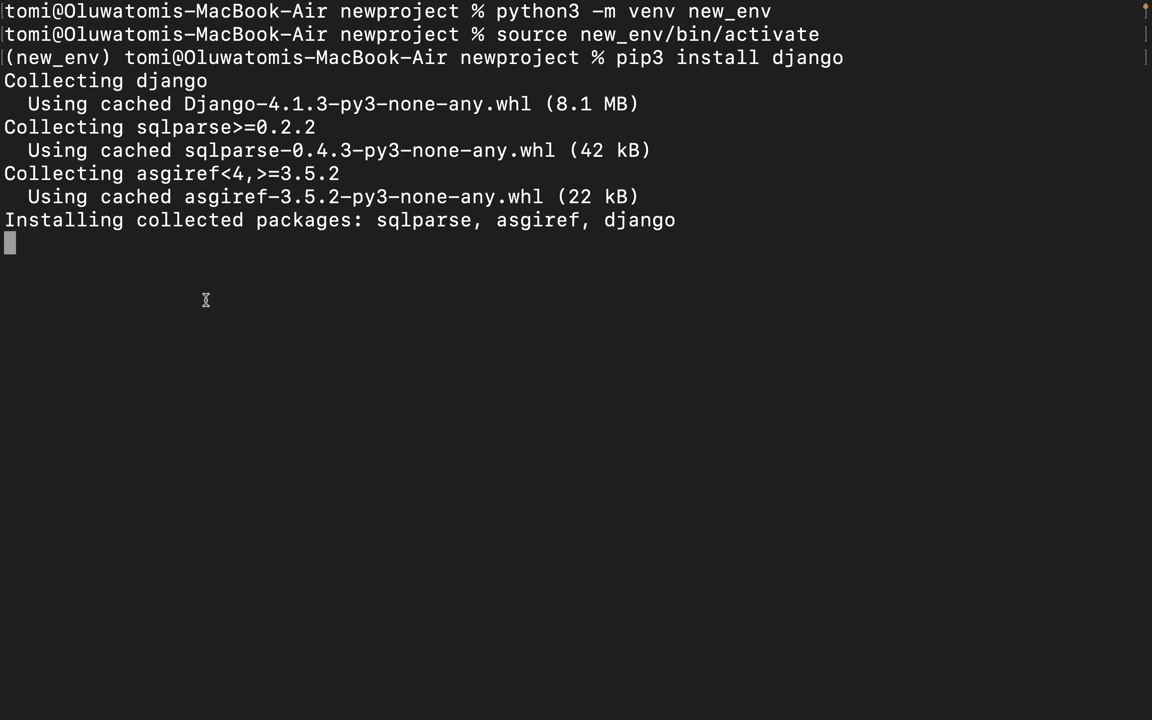 [tomi@Oluwatomis-MacBook-Air newproject % python3 -m venv new_env ]
[tomi@Oluwatomis-MacBook-Air newproject % source new_env/bin/activate ]
[(new_env) tomi@Oluwatomis-MacBook-Air newproject % pip3 install django ]
Collecting django
  Using cached Django-4.1.3-py3-none-any.whl (8.1 MB)
Collecting sqlparse>=0.2.2
  Using cached sqlparse-0.4.3-py3-none-any.whl (42 kB)
Collecting asgiref<4,>=3.5.2
  Using cached asgiref-3.5.2-py3-none-any.whl (22 kB)
Installing collected packages: sqlparse, asgiref, django